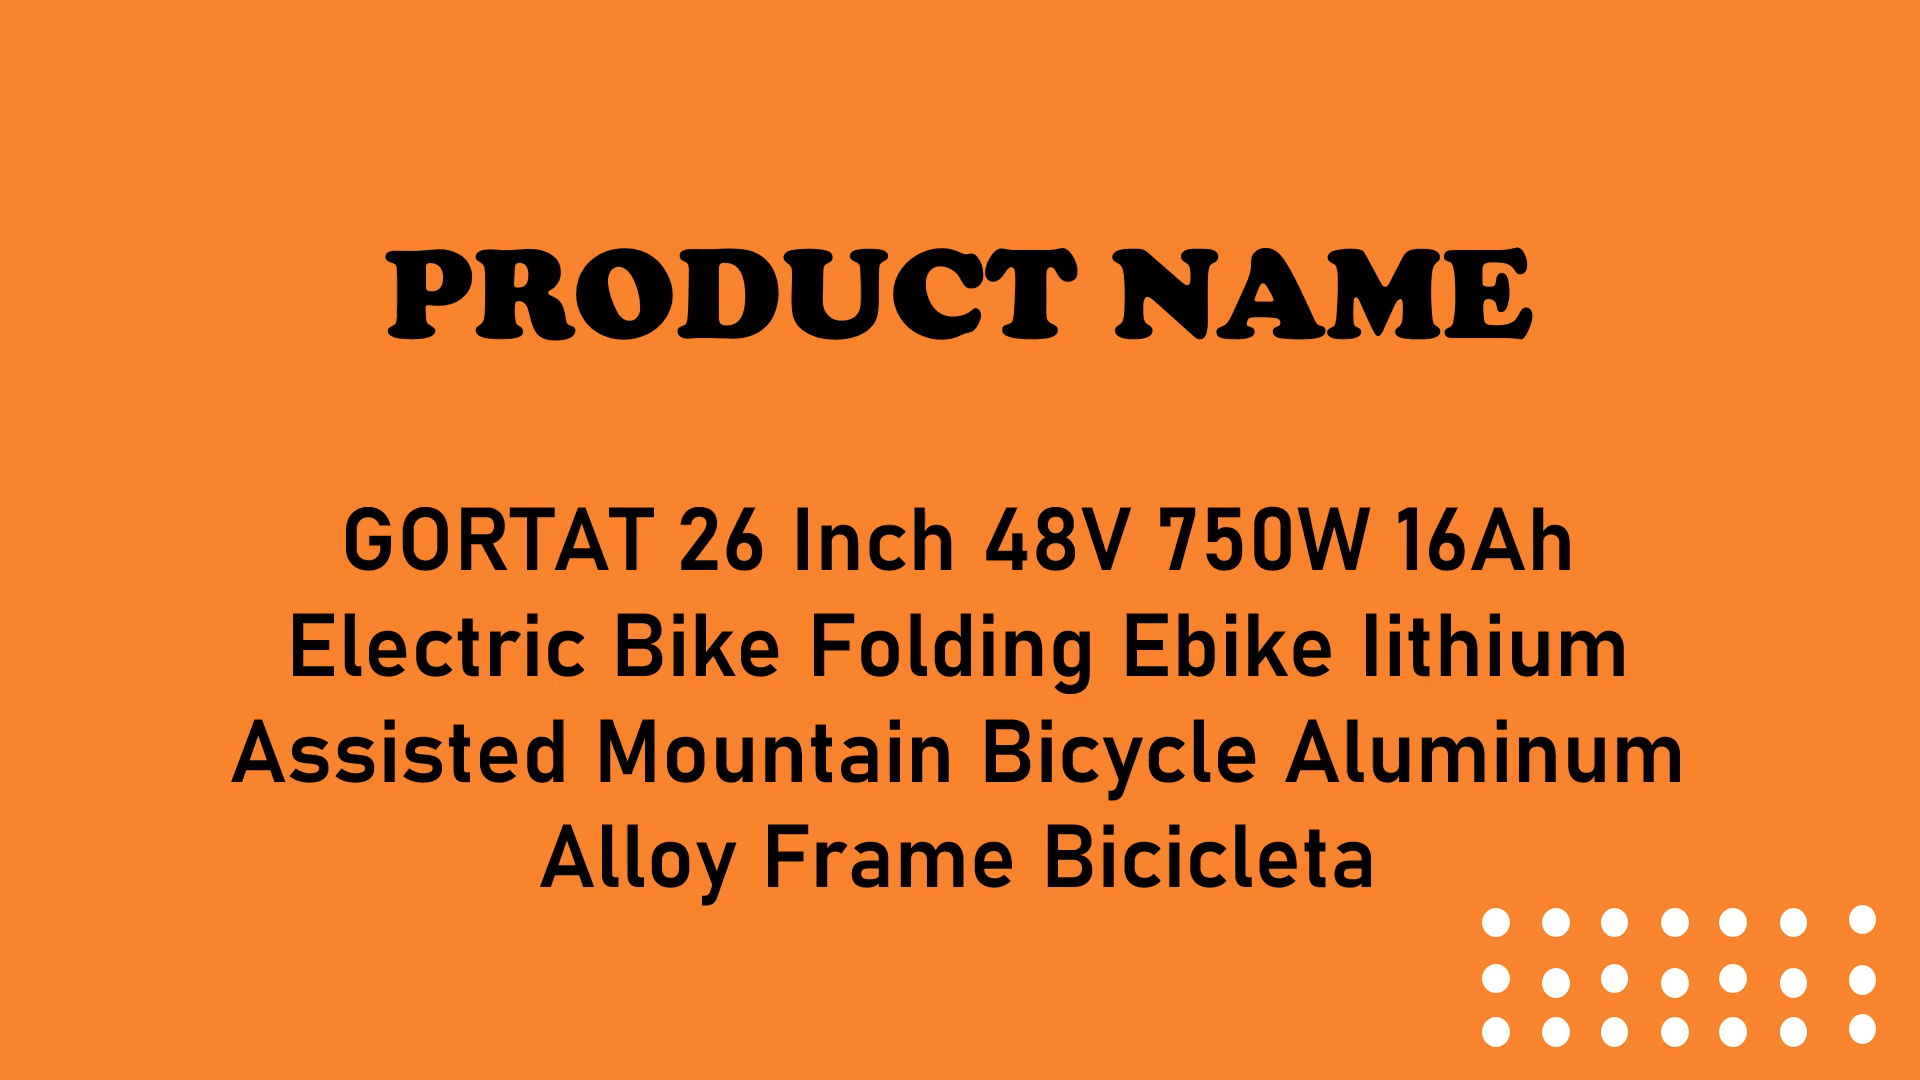 PRODUCT NAME
GORTAT 26 Inch 48V 750W 16Ah
Electric Bike Folding Ebike Iithium
Assisted Mountain Bicycle Aluminum
Alloy Frame Bicicleta